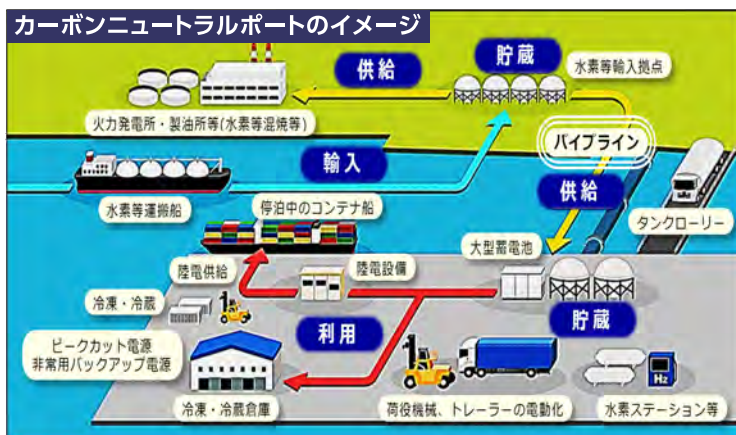 カーボンニュートラルポートのイメージ
供給
貯蔵
水素等輸入拠点
火力発電所・製油所等(水素等混焼等)
パイプライン
輸入
供給
水素等運搬船
停泊中のコンテナ船
タンクローリー
大型蓄電池
陸電供給
陸電設備
冷凍・冷蔵
利用
貯蔵
ピークカット電源
非常用バックアップ電源
Hz
冷凍・冷蔵倉庫
荷役機械、トレーラーの電動化
水素ステーション等